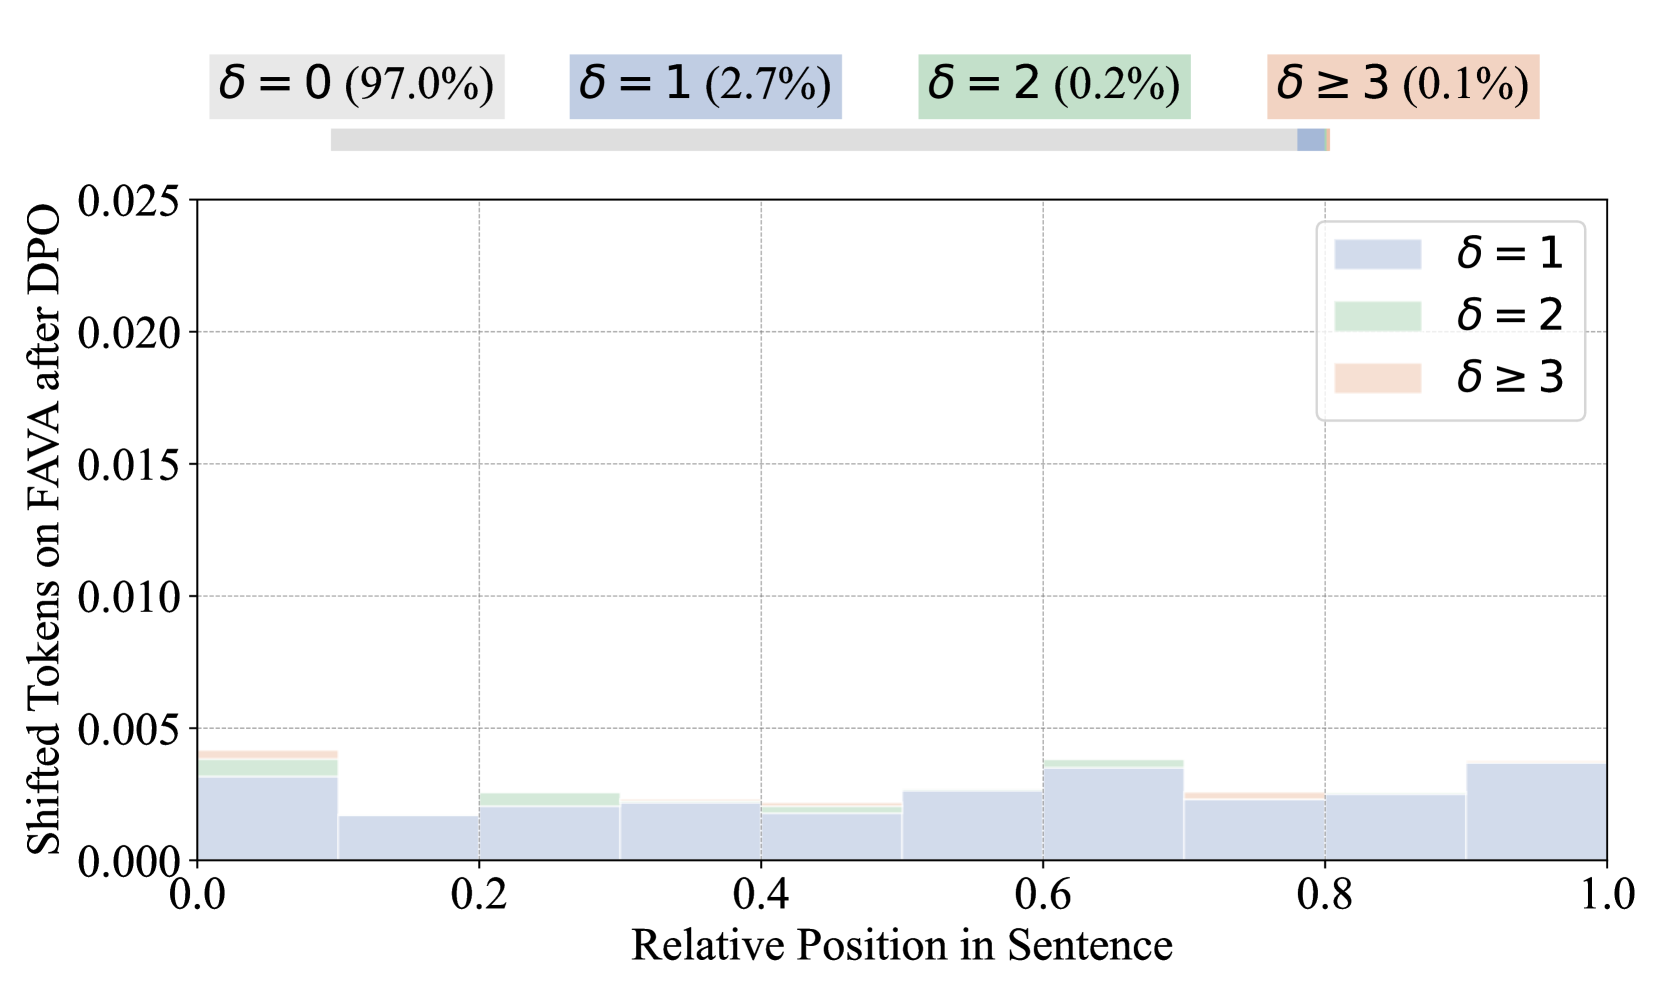 δ = 0 (97.0%) δ = 1 (2.7%) δ = 2 (0.2%) δ ≥ 3 (0.1%)
Shifted Tokens on FAVA after DPO
0.025
0.020
0.015
0.010
0.005
0.000
δ = 1
δ = 2
δ ≥ 3
0.0 0.2 0.4 0.6 0.8 1.0
Relative Position in Sentence